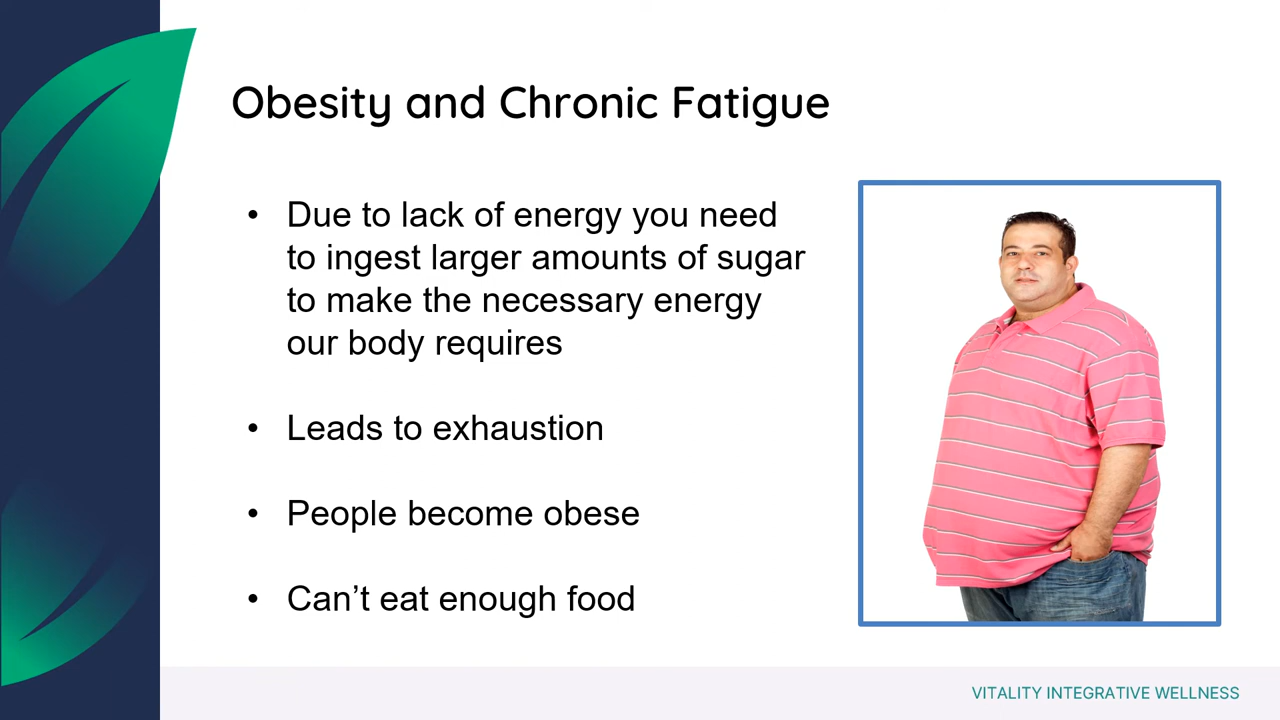 Obesity and Chronic Fatigue
• Due to lack of energy you need
to ingest larger amounts of sugar
to make the necessary energy
our body requires
• Leads to exhaustion
• People become obese
• Can’t eat enough food
VITALITY INTEGRATIVE WELLNESS